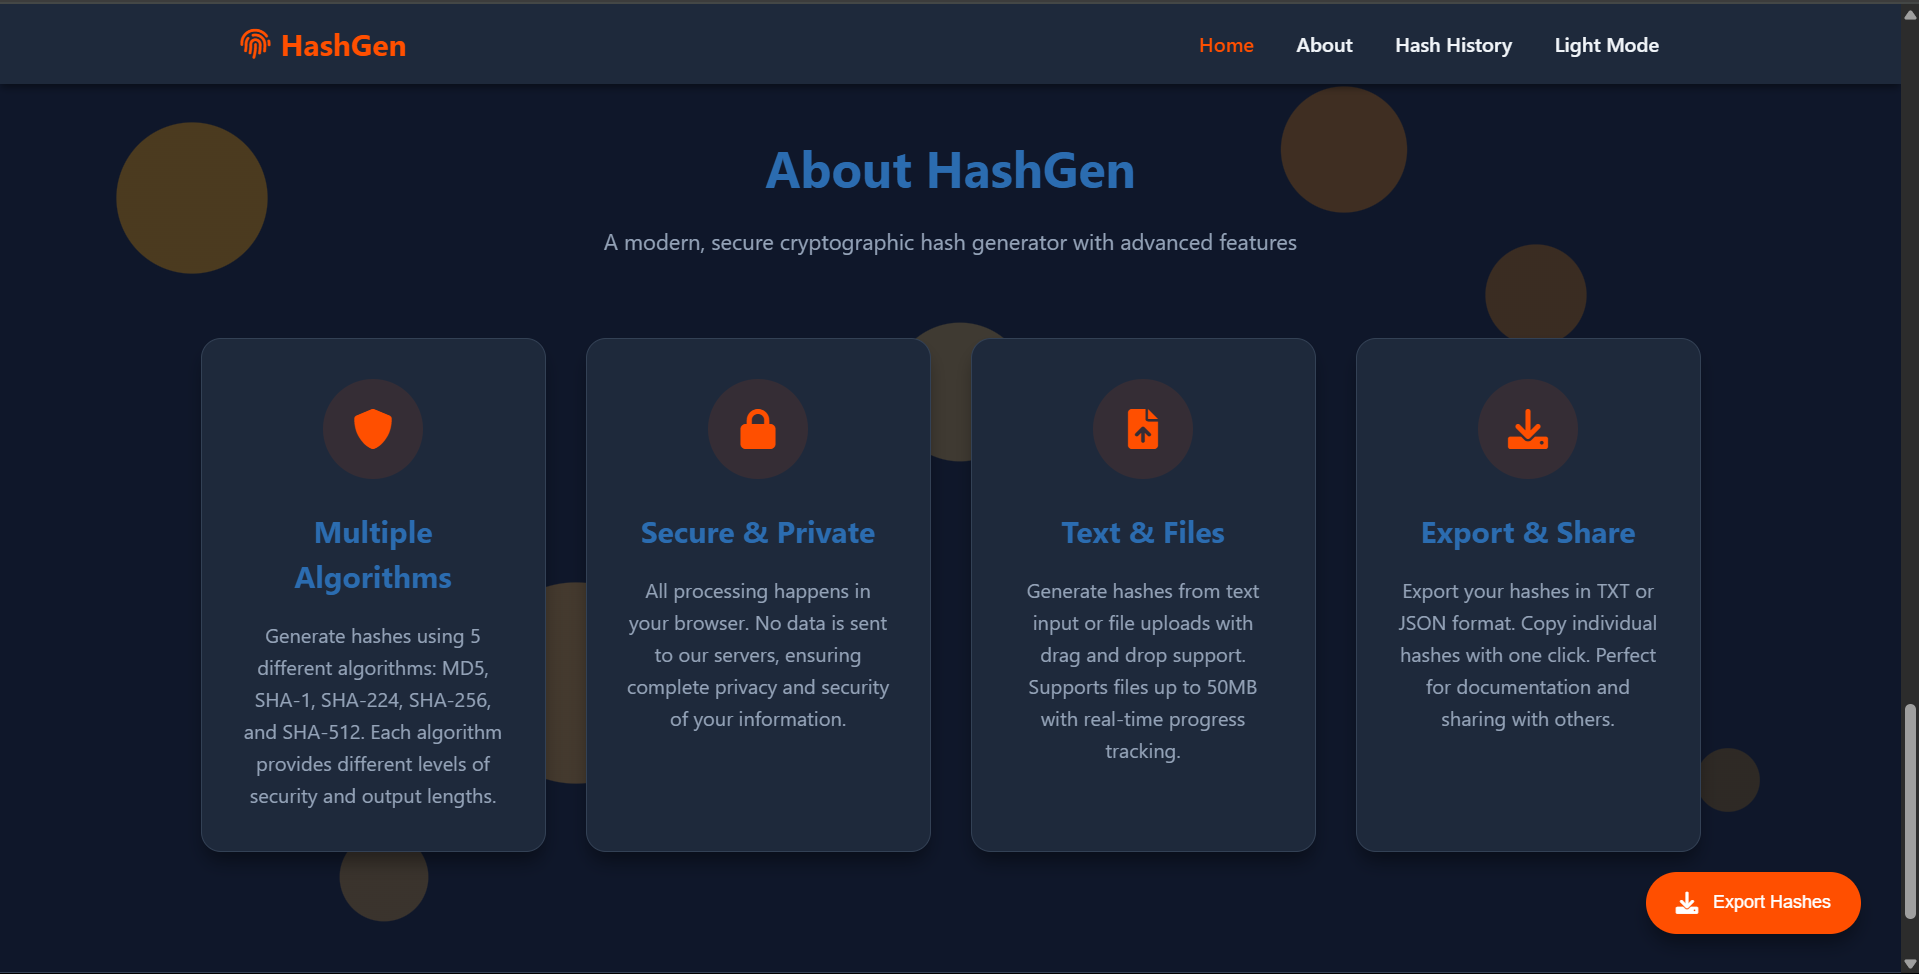 HashGen
Home
About
Hash History
Light Mode
About HashGen
A modern, secure cryptographic hash generator with advanced features
Multiple
Algorithms
Generate hashes using 5
different algorithms: MD5,
SHA-1, SHA-224, SHA-256,
and SHA-512. Each algorithm
provides different levels of
security and output lengths.
Secure & Private
All processing happens in
your browser. No data is sent
to our servers, ensuring
complete privacy and security
of your information.
Text & Files
Generate hashes from text
input or file uploads with
drag and drop support.
Supports files up to 50MB
with real-time progress
tracking.
Export & Share
Export your hashes in TXT or
JSON format. Copy individual
hashes with one click. Perfect
for documentation and
sharing with others.
Export Hashes